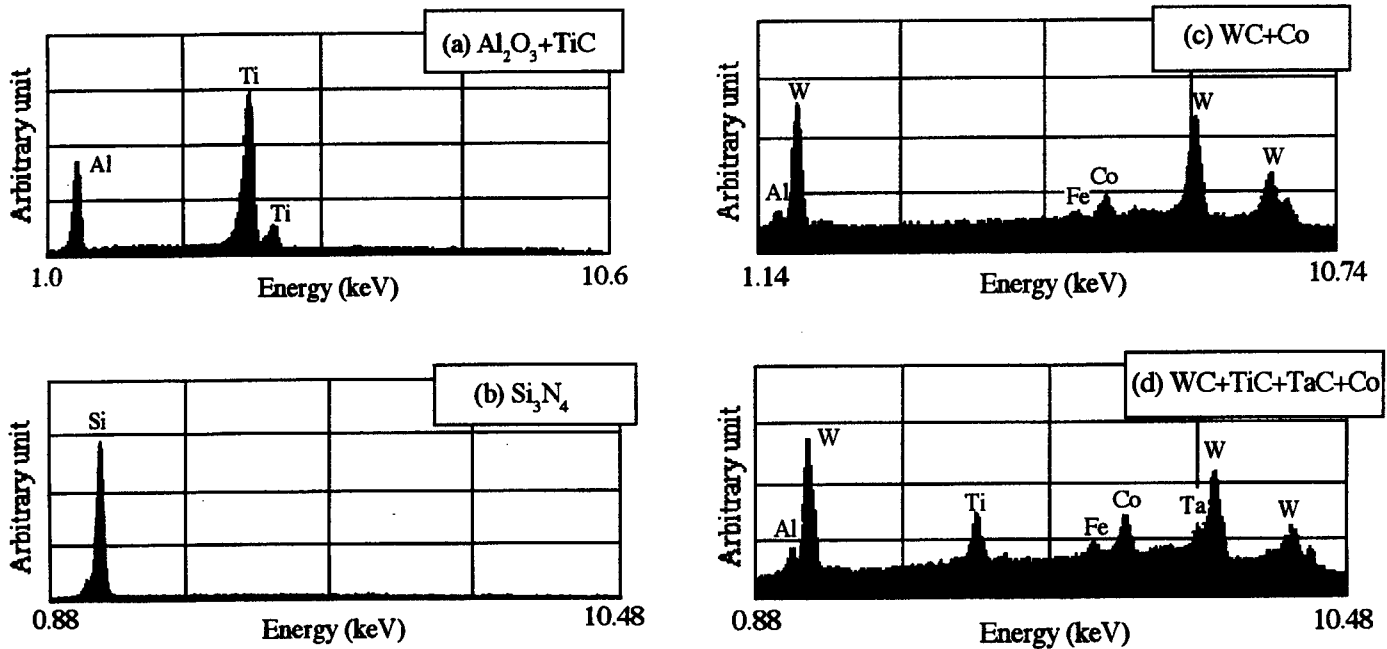 (a) Al₂O₃+TiC
Arbitrary unit
Al
Ti
Ti
1.0
Energy (keV)
10.6
(b) Si₃N₄
Arbitrary unit
Si
0.88
Energy (keV)
10.48
(c) WC+Co
Arbitrary unit
Al
W
Fe
Co
W
W
1.14
Energy (keV)
10.74
(d) WC+TiC+TaC+Co
Arbitrary unit
Al
W
Ti
Fe
Co
Ta
W
W
0.88
Energy (keV)
10.48